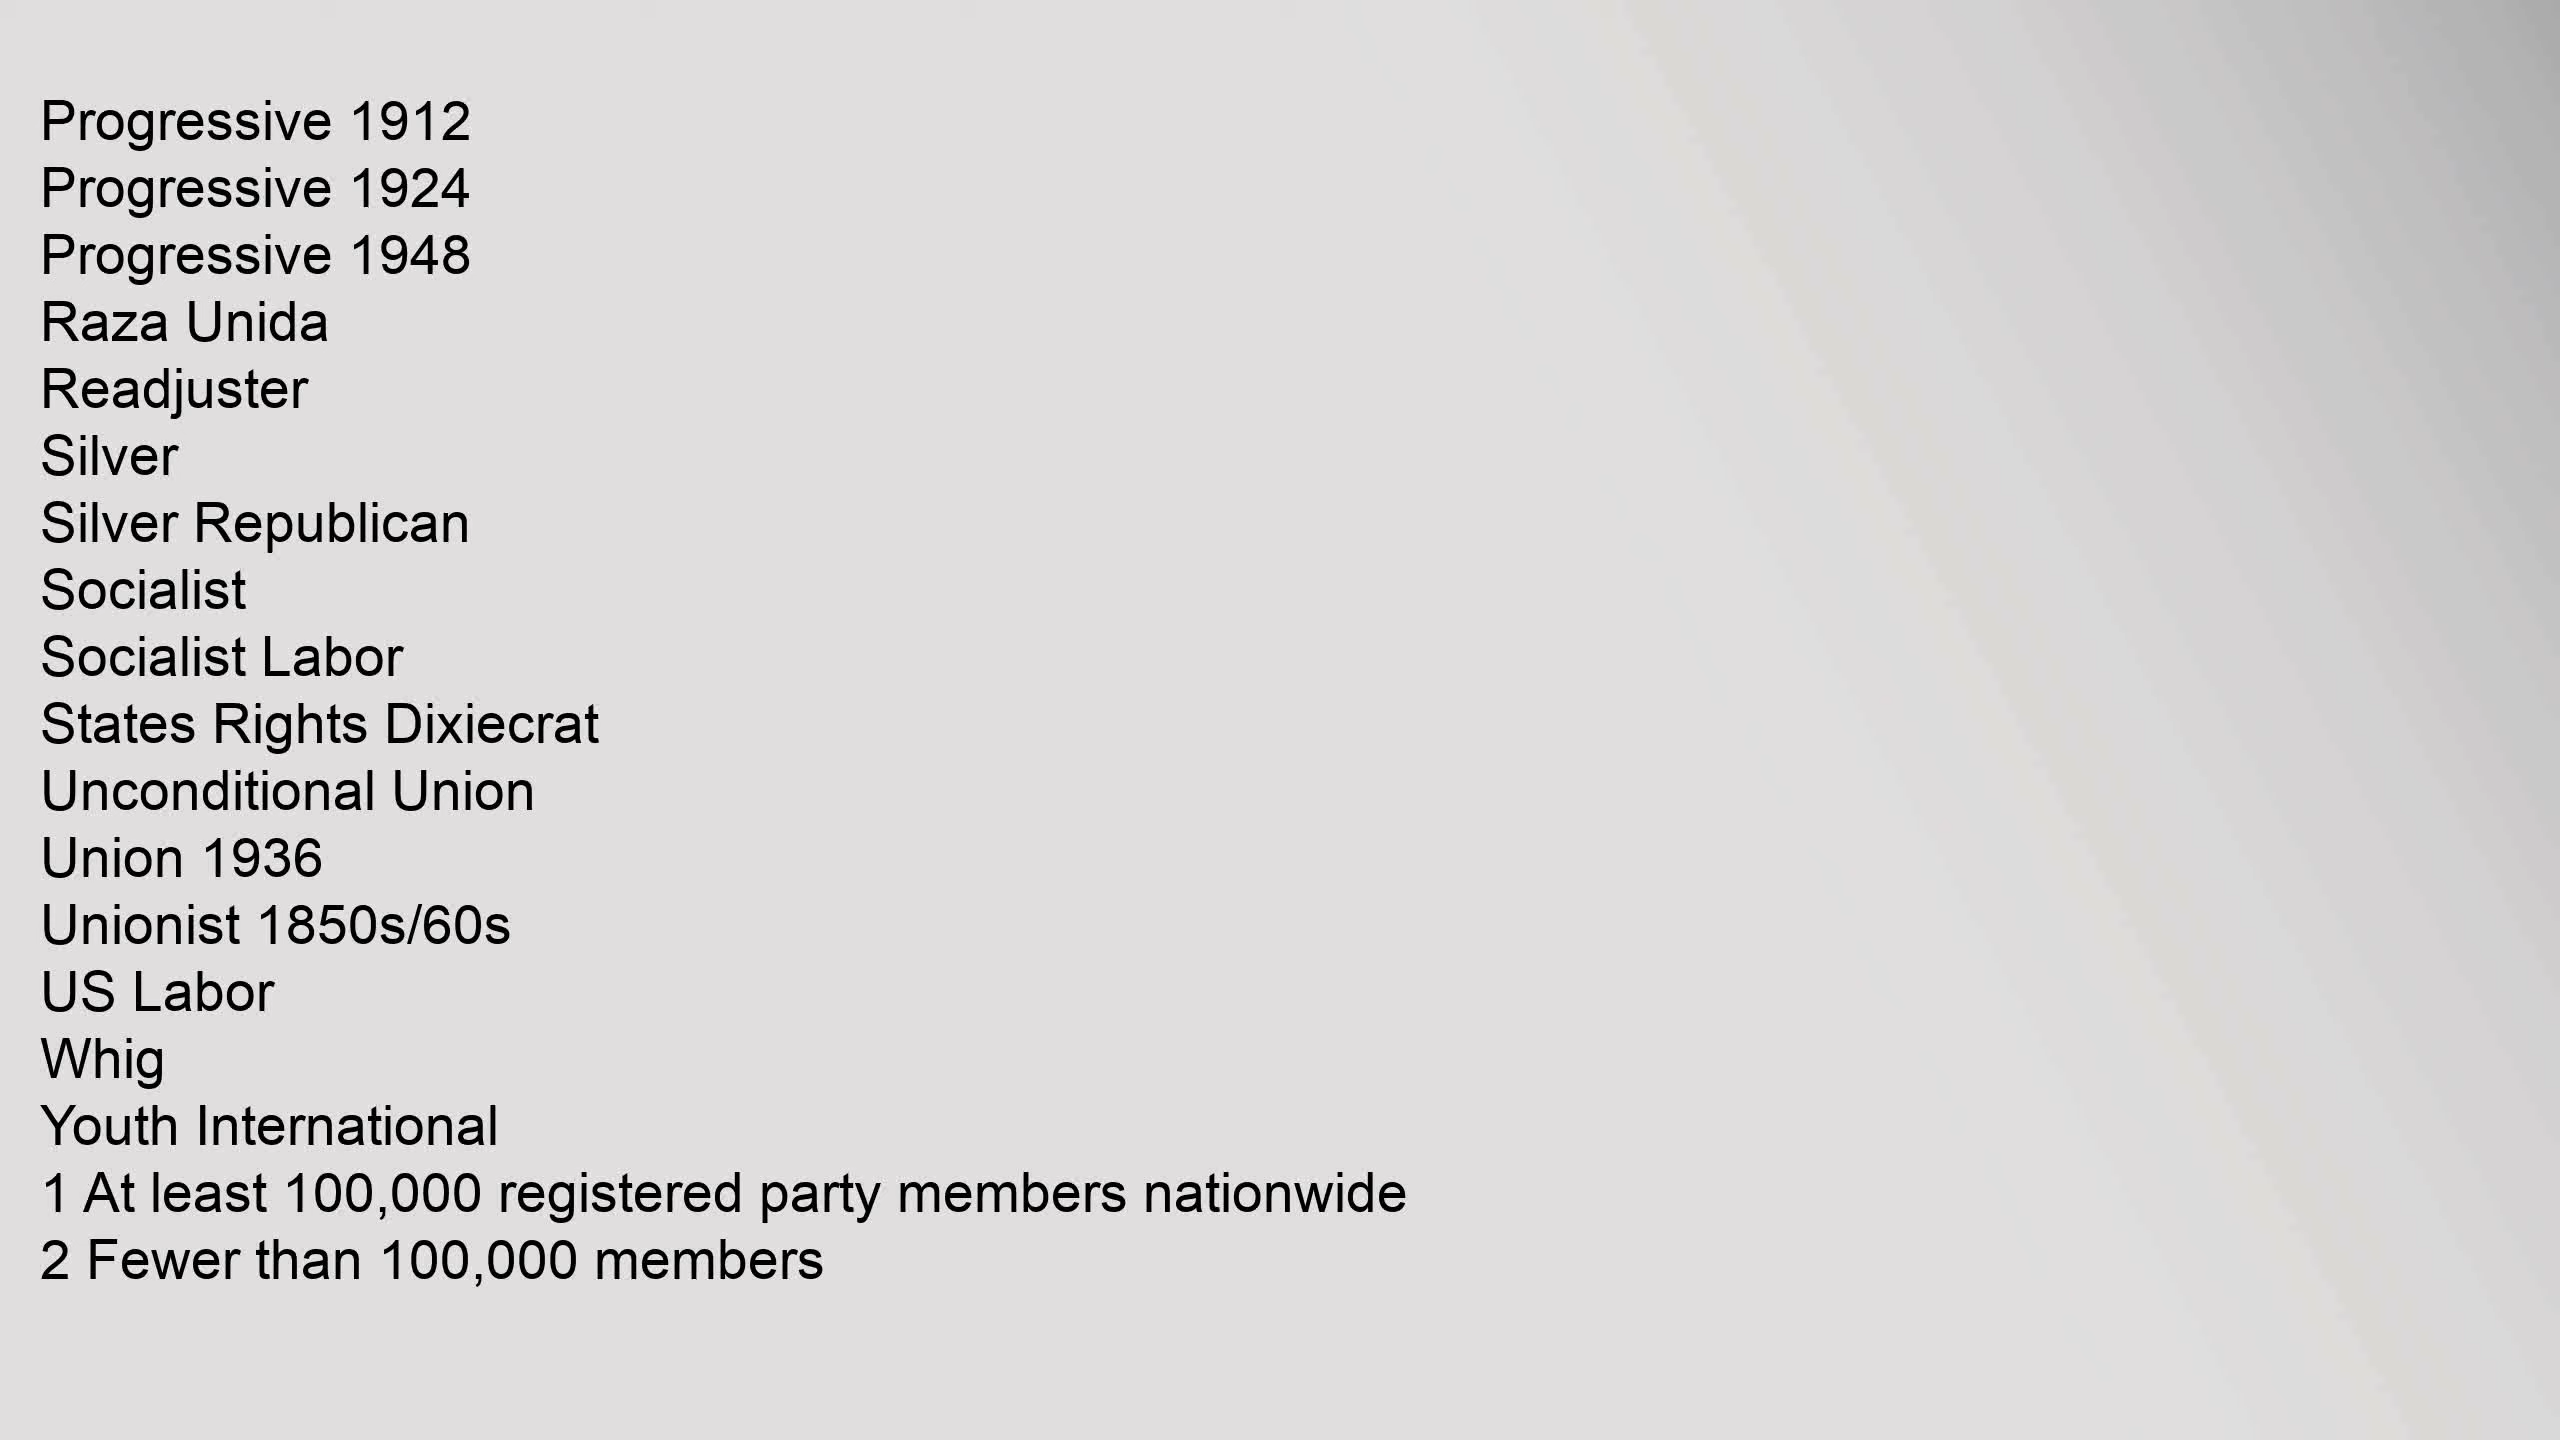 Progressive 1912
Progressive 1924
Progressive 1948
Raza Unida
Readjuster
Silver
Silver Republican
Socialist
Socialist Labor
States Rights Dixiecrat
Unconditional Union
Union 1936
Unionist 1850s/60s
US Labor
Whig
Youth International
1 At least 100,000 registered party members nationwide
2 Fewer than 100,000 members